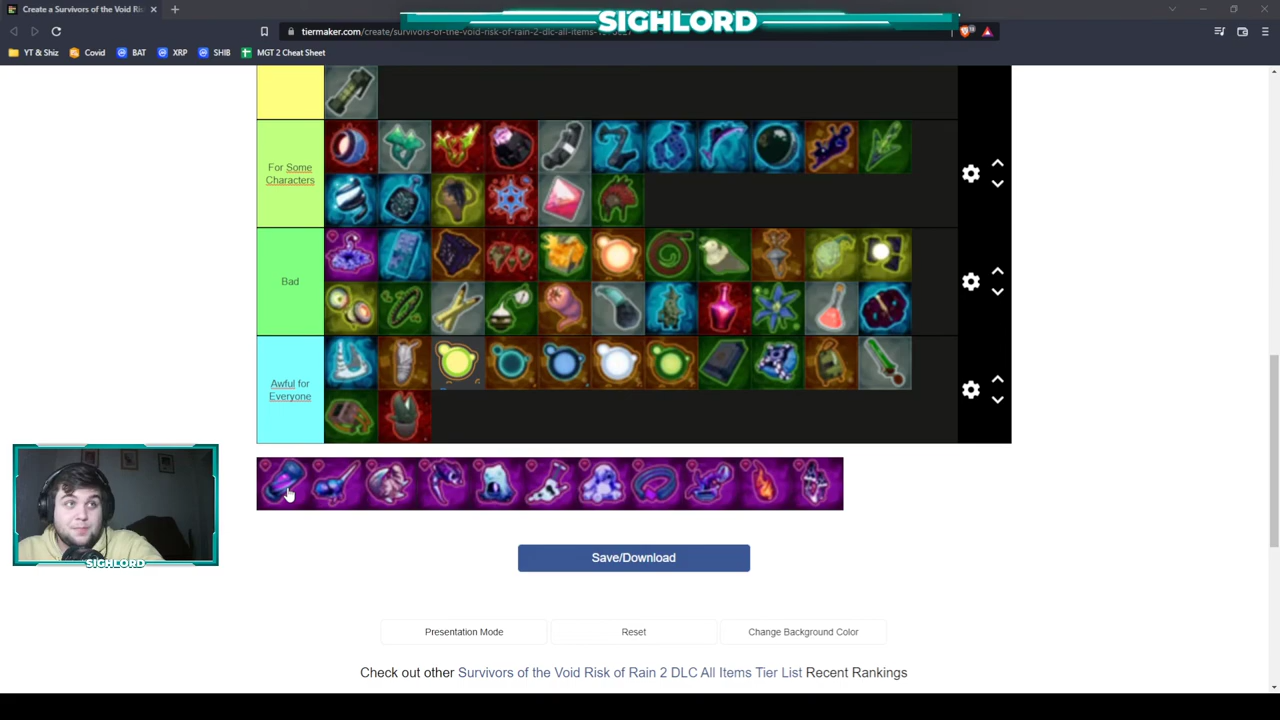 Create a Survivors of the Void Ris
SIGHLORD
tiermaker.com/create/survivors-of-the-void-risk-of-rain-2-dlc-all-items-
YT & Shiz
Covid
BAT
XRP
SHIB
MGT 2 Cheat Sheet
For Some
Characters
Bad
Awful for
Everyone
SIGHLORD
Save/Download
Presentation Mode
Reset
Change Background Color
Check out other Survivors of the Void Risk of Rain 2 DLC All Items Tier List Recent Rankings